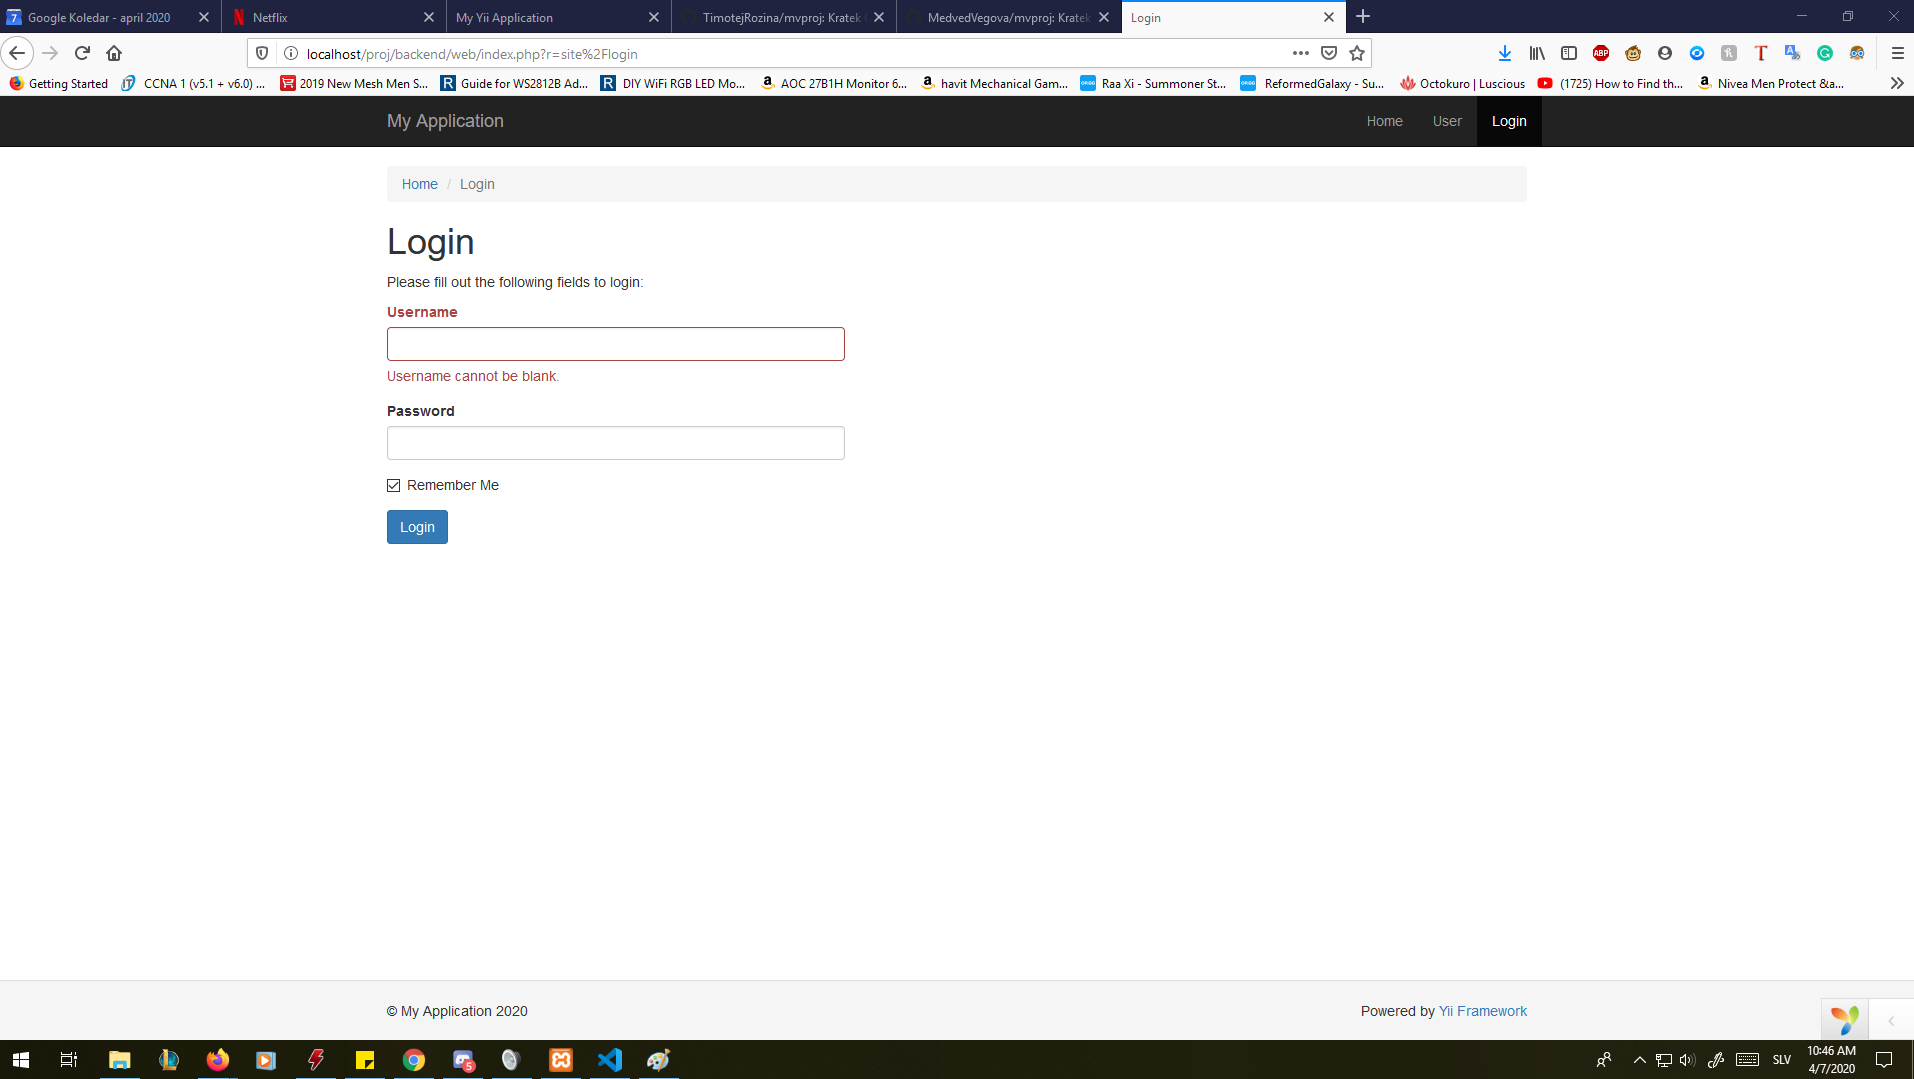 7 Google Koledar - april 2020
Netflix
My Yii Application
TimotejRozina/mvproj: Kratek
MedvedVegova/mvproj: Kratek
Login
localhost/proj/backend/web/index.php?r=site%2Flogin
ABP
Getting Started
CCNA 1 (v5.1 + v6.0) ...
2019 New Mesh Men S...
Guide for WS2812B Ad...
DIY WiFi RGB LED Mo...
AOC 27B1H Monitor 6...
havit Mechanical Gam...
Raa Xi - Summoner St...
ReformedGalaxy - Su...
Octokuro | Luscious
(1725) How to Find th...
Nivea Men Protect &a...
My Application
Home
User
Login
Home / Login
Login
Please fill out the following fields to login:
Username
Username cannot be blank.
Password
Remember Me
Login
© My Application 2020
Powered by Yii Framework
5
SLV
10:46 AM
4/7/2020